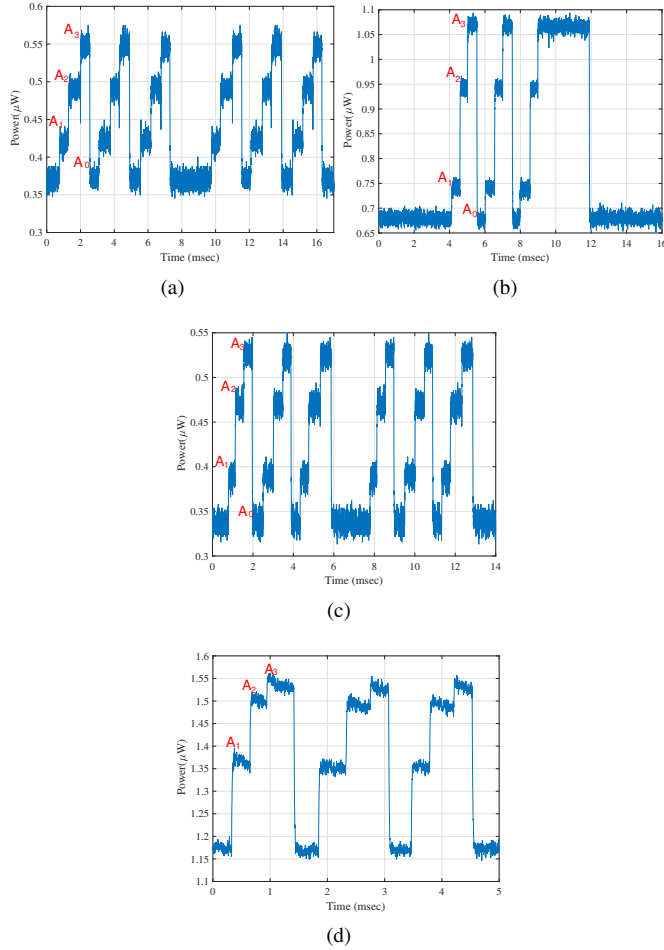 A₃
A₂
A₁
A₀
Power(μW)
0.55
0.5
0.45
0.4
0.35
0.3
0 2 4 6 8 10 12 14 16
Time (msec)
(a)
A₃
A₂
A₁
A₀
Power(μW)
1.1
1.05
1
0.95
0.9
0.85
0.8
0.75
0.7
0.65
0 2 4 6 8 10 12 14 16
Time (msec)
(b)
A₃
A₂
A₁
A₀
Power(μW)
0.55
0.5
0.45
0.4
0.35
0.3
0 2 4 6 8 10 12 14
Time (msec)
(c)
A₃
A₂
A₁
Power(μW)
1.6
1.55
1.5
1.45
1.4
1.35
1.3
1.25
1.2
1.15
1.1
0 1 2 3 4 5
Time (msec)
(d)